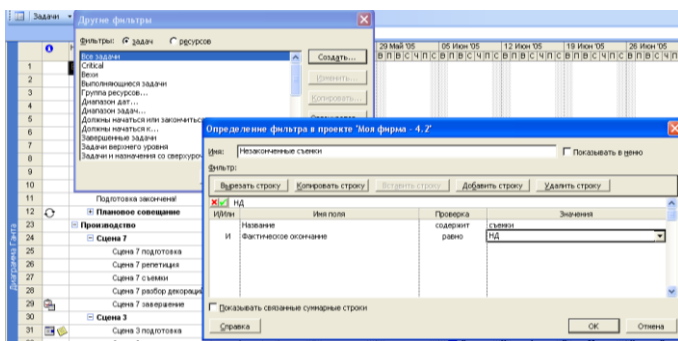 Задачи
Другие фильтры
Фильтры: задач ресурсов
Все задачи
Critical
Вехи
Выполняющиеся задачи
Группа ресурсов...
Диапазон дат...
Диапазон задач...
Должны начаться или закончиться
Должны начаться к...
Завершенные задачи
Задачи верхнего уровня
Задачи и назначения со сверхуроч
Создать...
Изменить...
Копировать...
29 Май '05 05 Июн '05 12 Июн '05 19 Июн '05 26 Июн '05
В П В С Ч П С В П В С Ч П С В П В С Ч П С В П В С Ч П С В П В С Ч П
Определение фильтра в проекте 'Моя фирма - 4.2'
Имя: Незаконченные съемки Показывать в меню
Фильтр:
Вырезать строку Копировать строку Вставить строку Добавить строку Удалить строку
НД
И/Или Имя поля Проверка Значения
Название содержит съемки
И Фактическое окончание равно НД
Показывать связанные суммарные строки
Справка ОК Отмена
Диаграмма Ганта
1
2
3
4
5
6
7
8
9
10
11 Подготовка закончена!
12 Плановое совещание
23 Производство
24 Сцена 7
25 Сцена 7 подготовка
26 Сцена 7 репетиция
27 Сцена 7 съемки
28 Сцена 7 разбор декораций
29 Сцена 7 завершение
30 Сцена 3
31 Сцена 3 подготовка